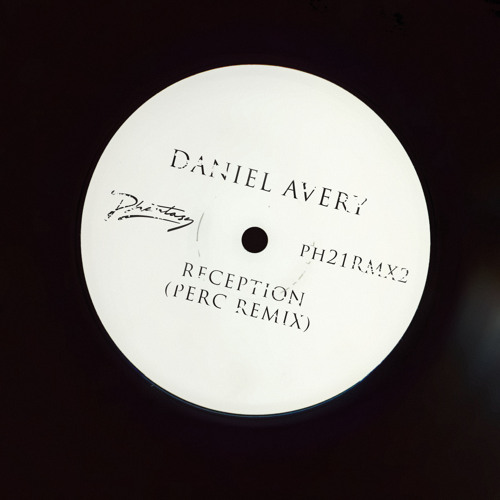 DANIEL AVERY
Phantasy
PH21RMX2
RECEPTION
(PERC REMIX)